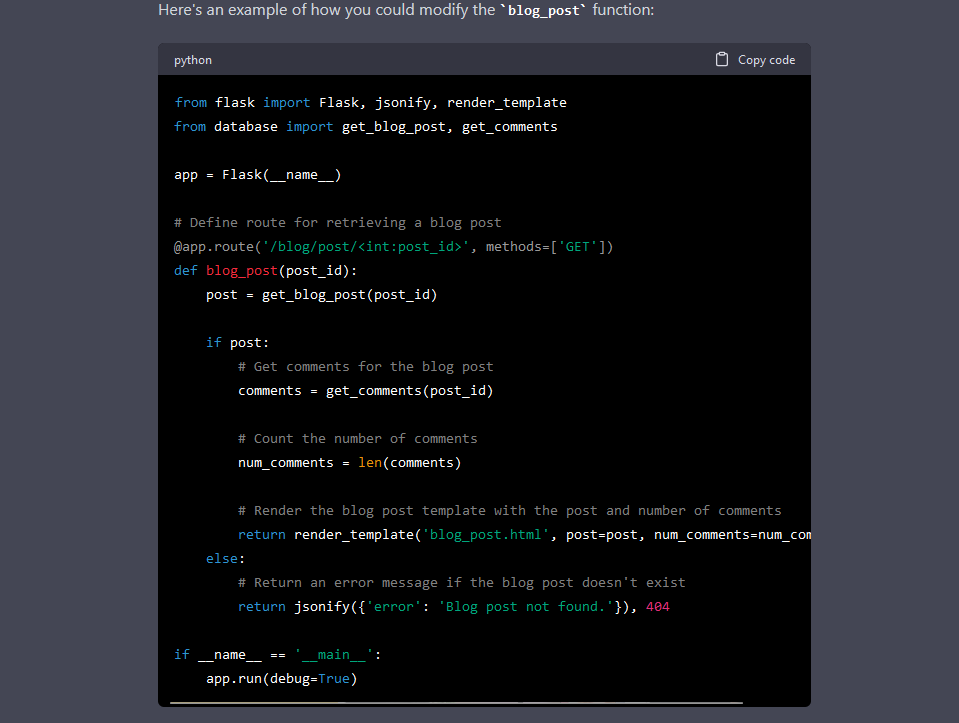 Here's an example of how you could modify the `blog_post` function:
python
Copy code
from flask import Flask, jsonify, render_template
from database import get_blog_post, get_comments
app = Flask(__name__)
# Define route for retrieving a blog post
@app.route('/blog/post/<int:post_id>', methods=['GET'])
def blog_post(post_id):
    post = get_blog_post(post_id)
    if post:
        # Get comments for the blog post
        comments = get_comments(post_id)
        # Count the number of comments
        num_comments = len(comments)
        # Render the blog post template with the post and number of comments
        return render_template('blog_post.html', post=post, num_comments=num_com
    else:
        # Return an error message if the blog post doesn't exist
        return jsonify({'error': 'Blog post not found.'}), 404
if __name__ == '__main__':
    app.run(debug=True)